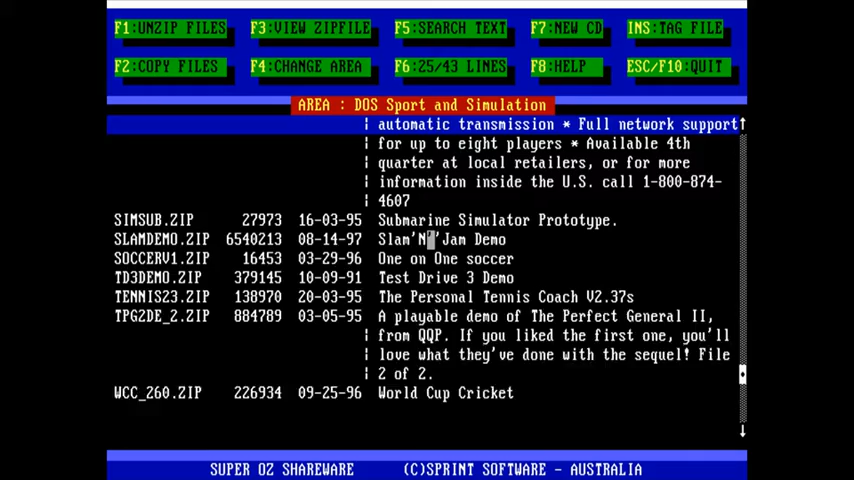 F1:UNZIP FILES F3:VIEW ZIPFILE F5:SEARCH TEXT F7:NEW CD INS:TAG FILE
F2:COPY FILES F4:CHANGE AREA F6:25/43 LINES F8:HELP ESC/F10:QUIT
AREA : DOS Sport and Simulation
| automatic transmission * Full network support
| for up to eight players * Available 4th
| quarter at local retailers, or for more
| information inside the U.S. call 1-800-874-
| 4607
SIMSUB.ZIP 27973 16-03-95 Submarine Simulator Prototype.
SLAMDEMO.ZIP 6540213 08-14-97 Slam'N''Jam Demo
SOCCERV1.ZIP 16453 03-29-96 One on One soccer
TD3DEMO.ZIP 379145 10-09-91 Test Drive 3 Demo
TENNIS23.ZIP 138970 20-03-95 The Personal Tennis Coach V2.37s
TPG2DE_2.ZIP 884789 03-05-95 A playable demo of The Perfect General II,
| from QQP. If you liked the first one, you'll
| love what they've done with the sequel! File
| 2 of 2.
WCC_260.ZIP 226934 09-25-96 World Cup Cricket
SUPER OZ SHAREWARE (C)SPRINT SOFTWARE - AUSTRALIA